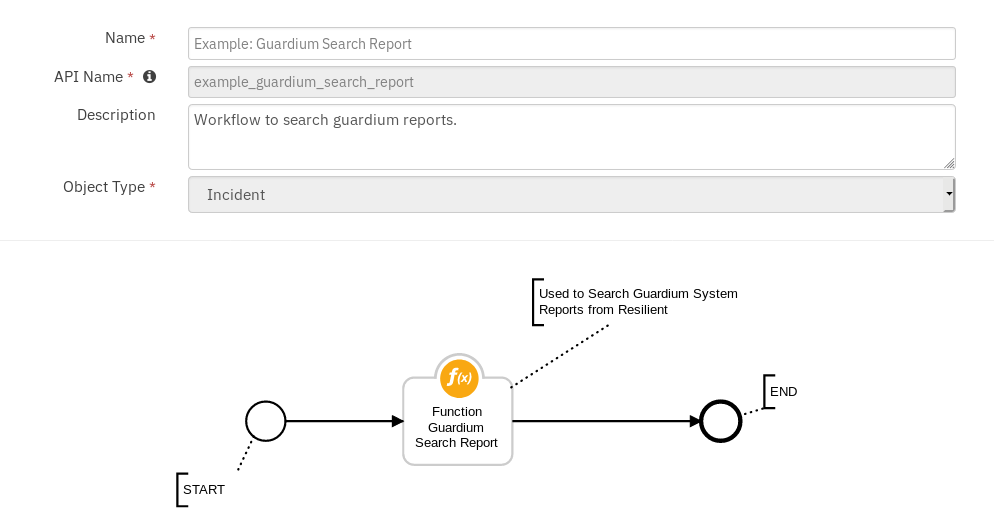 Name *
Example: Guardium Search Report
API Name *
example_guardium_search_report
Description
Workflow to search guardium reports.
Object Type *
Incident
Used to Search Guardium System
Reports from Resilient
f(x)
Function
Guardium
Search Report
END
START